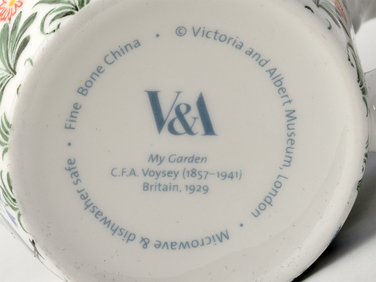 Fine Bone China • © Victoria and Albert Museum, London • Microwave & dishwasher safe •
V&A
My Garden
C.F.A. Voysey (1857–1941)
Britain, 1929